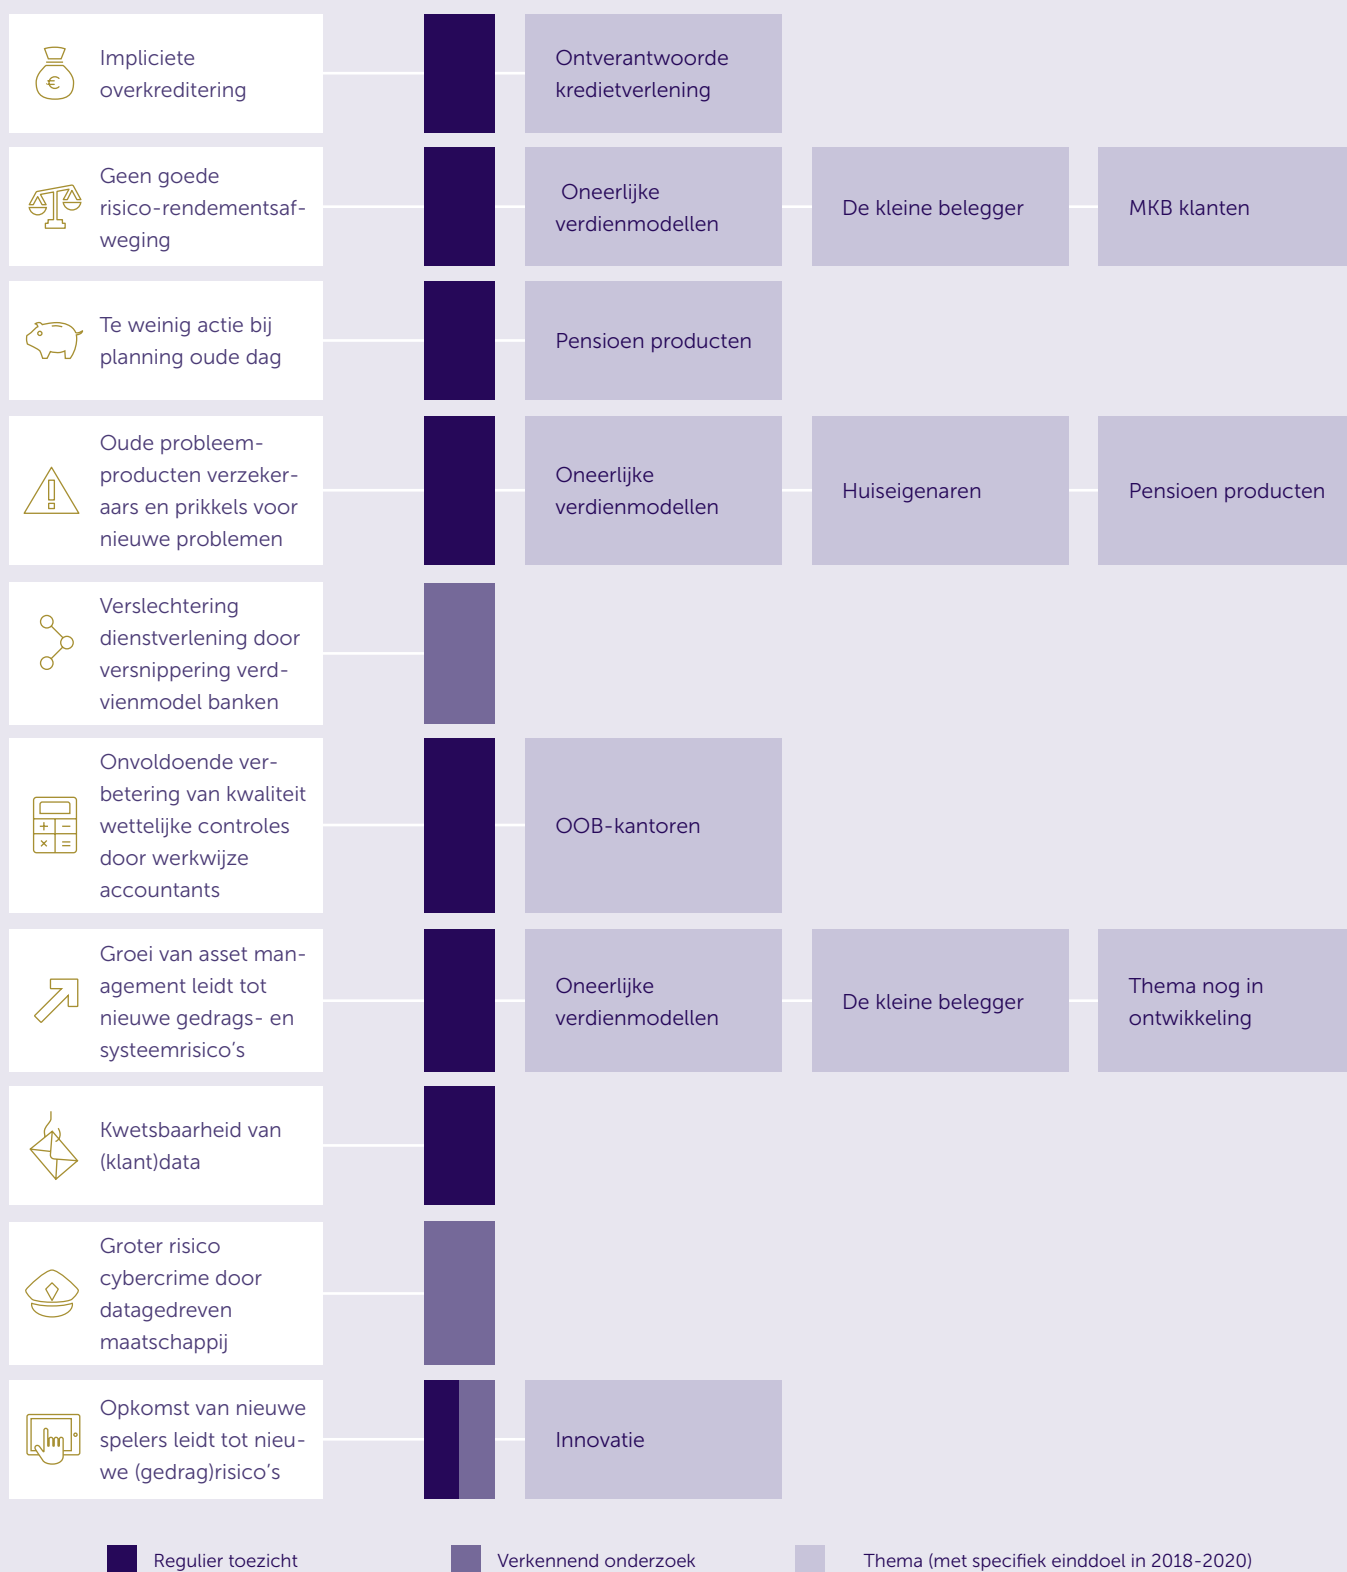 Impliciete
overkreditering
Ontverantwoorde
kredietverlening
Geen goede
risico-rendementsaf-
weging
Oneerlijke
verdienmodellen
De kleine belegger
MKB klanten
Te weinig actie bij
planning oude dag
Pensioen producten
Oude probleem-
producten verzeker-
aars en prikkels voor
nieuwe problemen
Oneerlijke
verdienmodellen
Huiseigenaren
Pensioen producten
Verslechtering
dienstverlening door
versnippering verd-
vienmodel banken
Onvoldoende ver-
betering van kwaliteit
wettelijke controles
door werkwijze
accountants
OOB-kantoren
Groei van asset man-
agement leidt tot
nieuwe gedrags- en
systeemrisico's
Oneerlijke
verdienmodellen
De kleine belegger
Thema nog in
ontwikkeling
Kwetsbaarheid van
(klant)data
Groter risico
cybercrime door
datagedreven
maatschappij
Opkomst van nieuwe
spelers leidt tot nieu-
we (gedrag)risico's
Innovatie
Regulier toezicht
Verkennend onderzoek
Thema (met specifiek einddoel in 2018-2020)